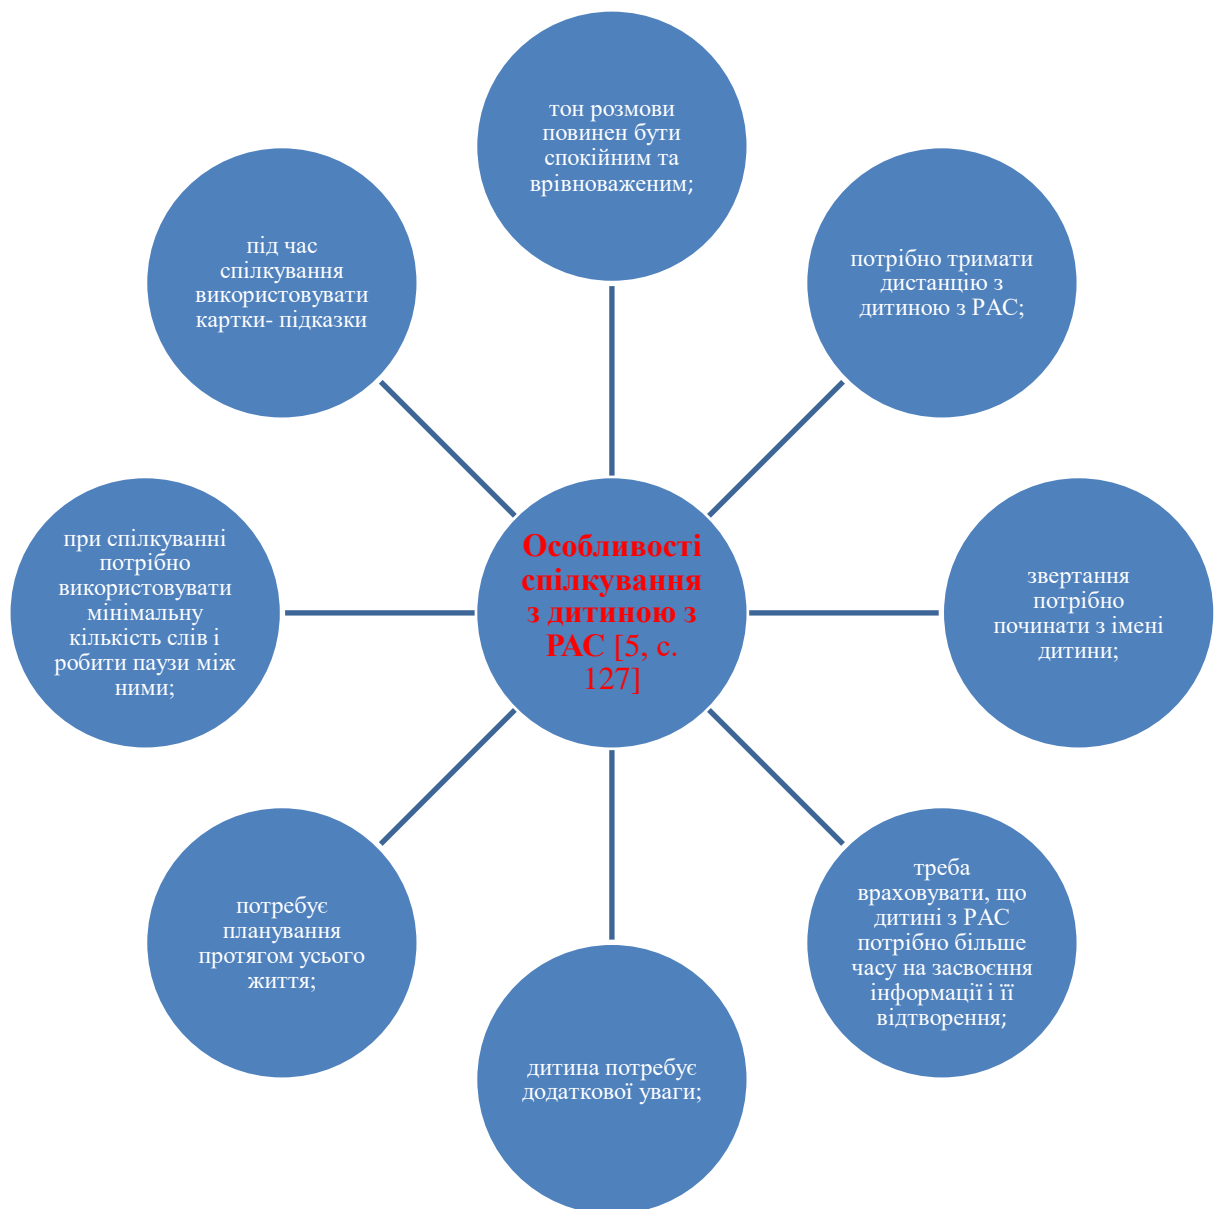 тон розмови
повинен бути
спокійним та
врівноваженим;
потрібно тримати
дистанцію з
дитиною з РАС;
звертання
потрібно
починати з імені
дитини;
треба
враховувати, що
дитині з РАС
потрібно більше
часу на засвоєння
інформації і її
відтворення;
дитина потребує
додаткової уваги;
потребує
планування
протягом усього
життя;
при спілкуванні
потрібно
використовувати
мінімальну
кількість слів і
робити паузи між
ними;
під час
спілкування
використовувати
картки- підказки
Особливості
спілкування
з дитиною з
РАС [5, с.
127]